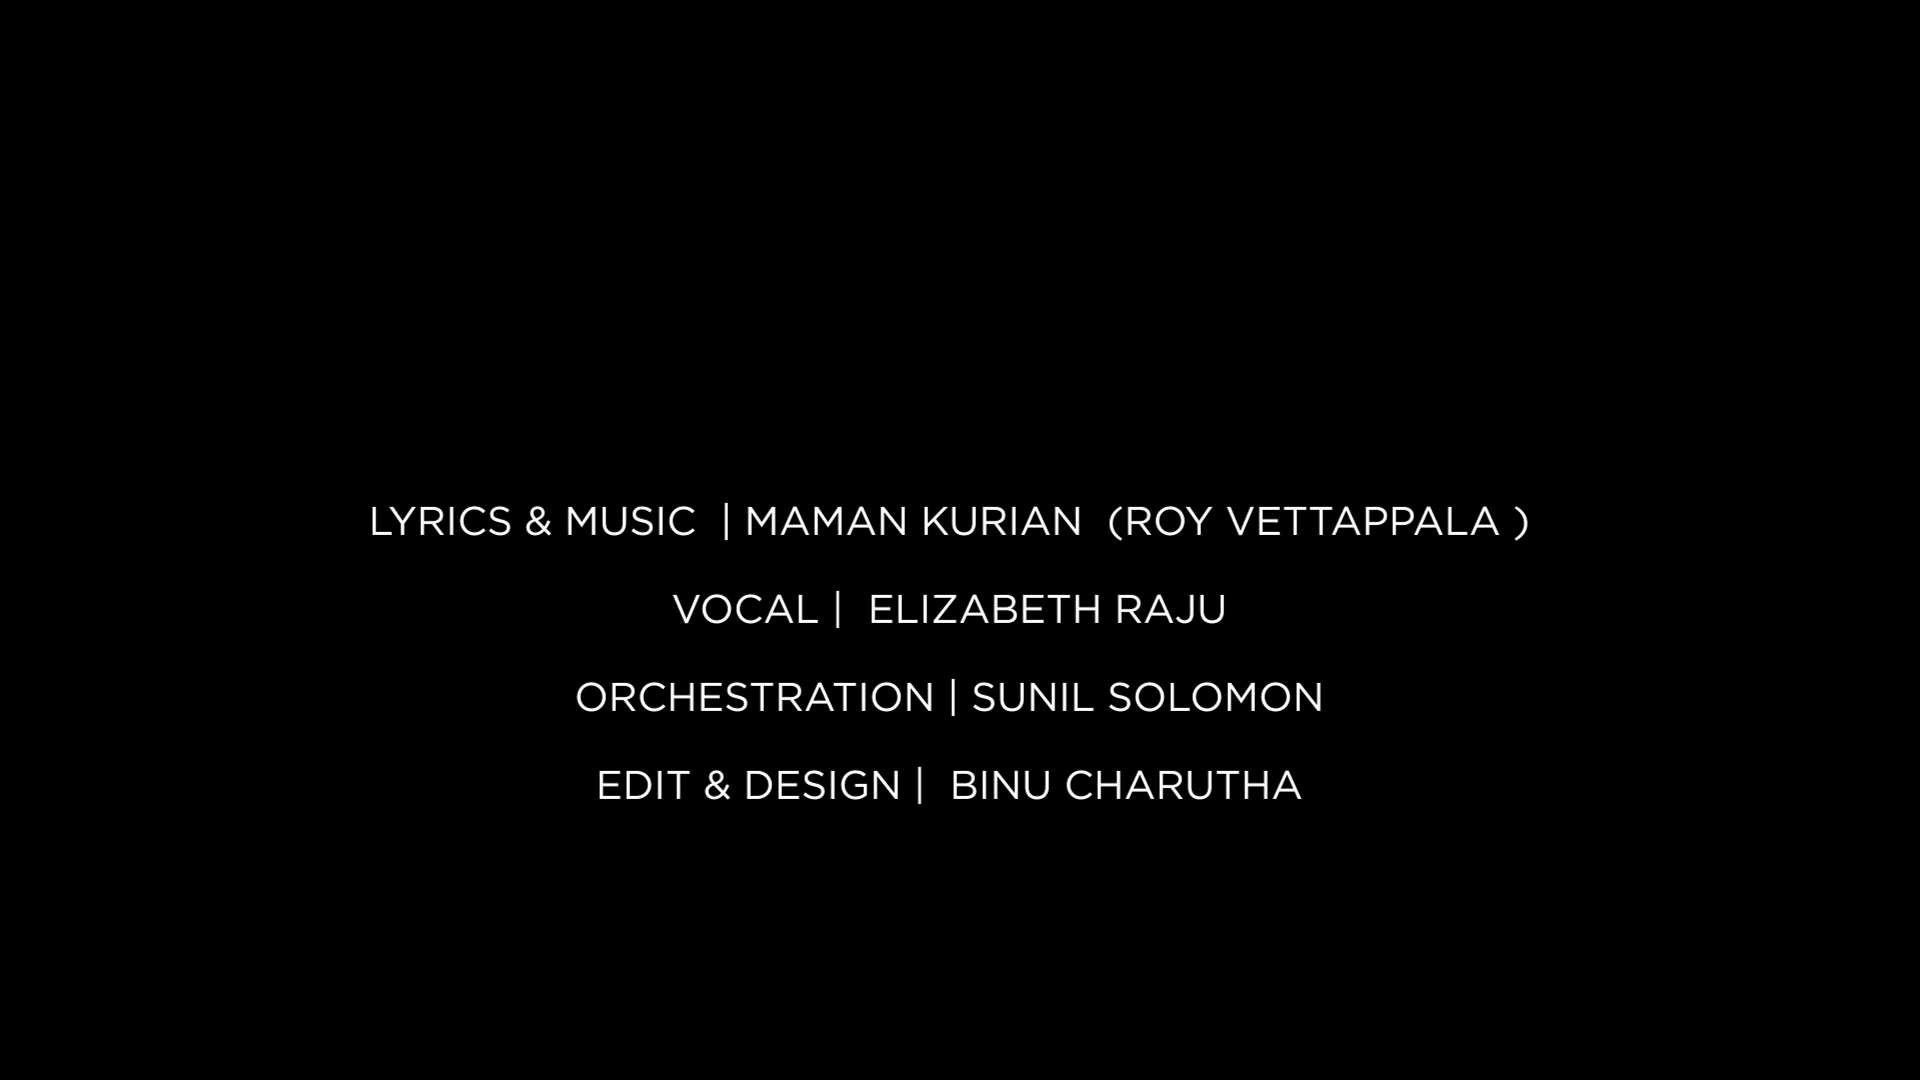 LYRICS & MUSIC | MAMAN KURIAN (ROY VETTAPPALA )
VOCAL | ELIZABETH RAJU
ORCHESTRATION | SUNIL SOLOMON
EDIT & DESIGN | BINU CHARUTHA